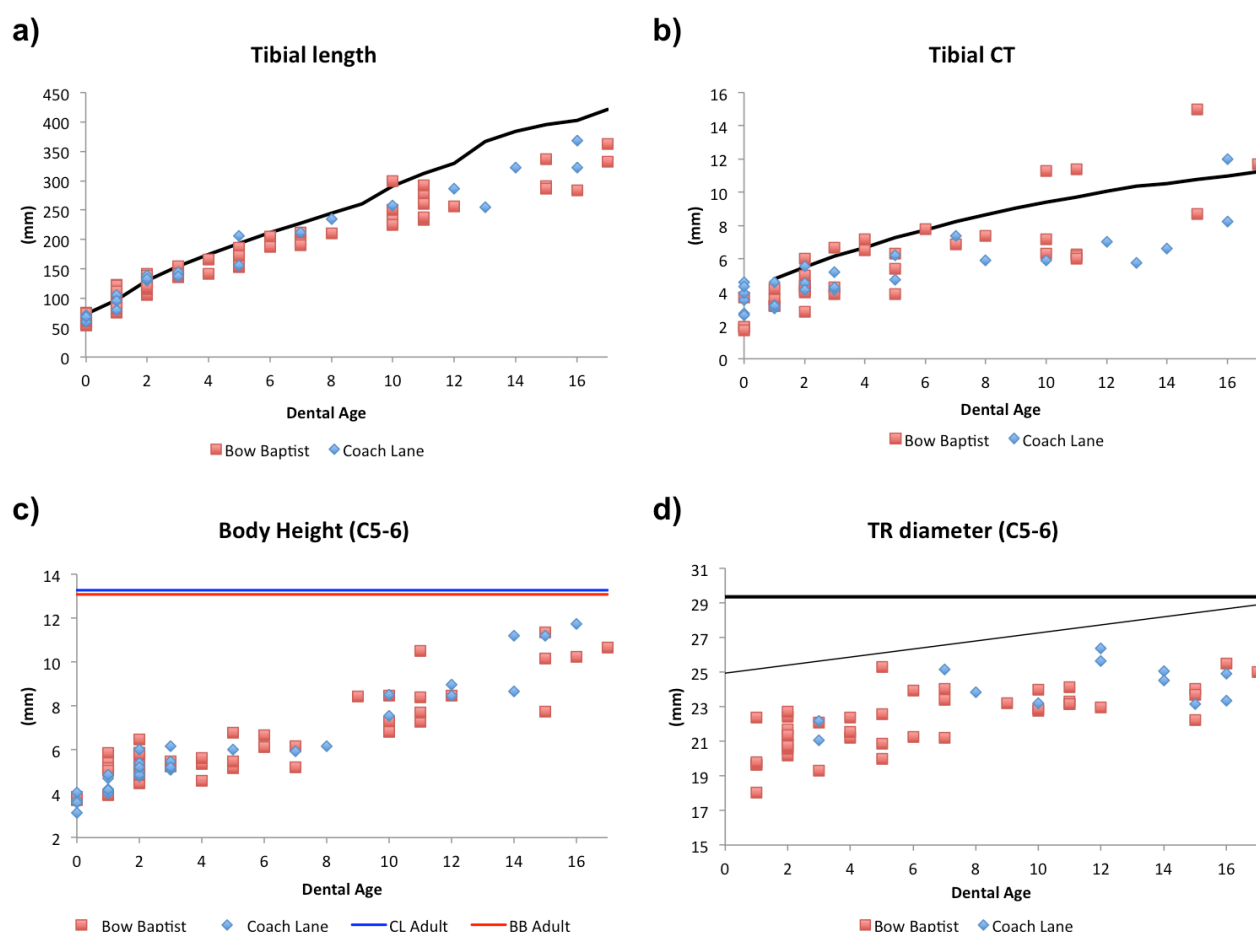 a)
Tibial length
450
400
350
300
250
200
150
100
50
0
(mm)
0 2 4 6 8 10 12 14 16
Dental Age
Bow Baptist Coach Lane
b)
Tibial CT
16
14
12
10
8
6
4
2
0
(mm)
0 2 4 6 8 10 12 14 16
Dental Age
Bow Baptist Coach Lane
c)
Body Height (C5-6)
14
12
10
8
6
4
2
(mm)
0 2 4 6 8 10 12 14 16
Dental Age
Bow Baptist Coach Lane CL Adult BB Adult
d)
TR diameter (C5-6)
31
29
27
25
23
21
19
17
15
(mm)
0 2 4 6 8 10 12 14 16
Dental Age
Bow Baptist Coach Lane